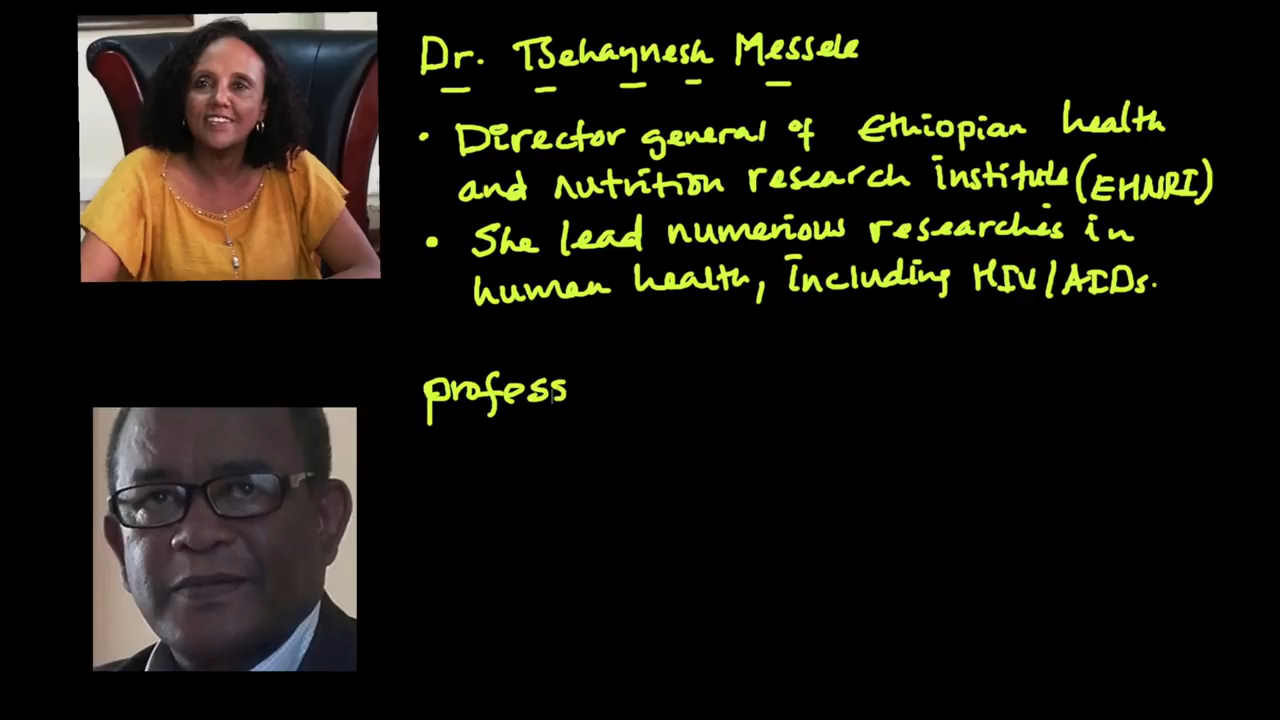 Dr. Tsehaynesh Messele
• Director general of Ethiopian health
and nutrition research institute (EHNRI)
• She lead numerious researches in
human health, including HIV/AIDs.
profess